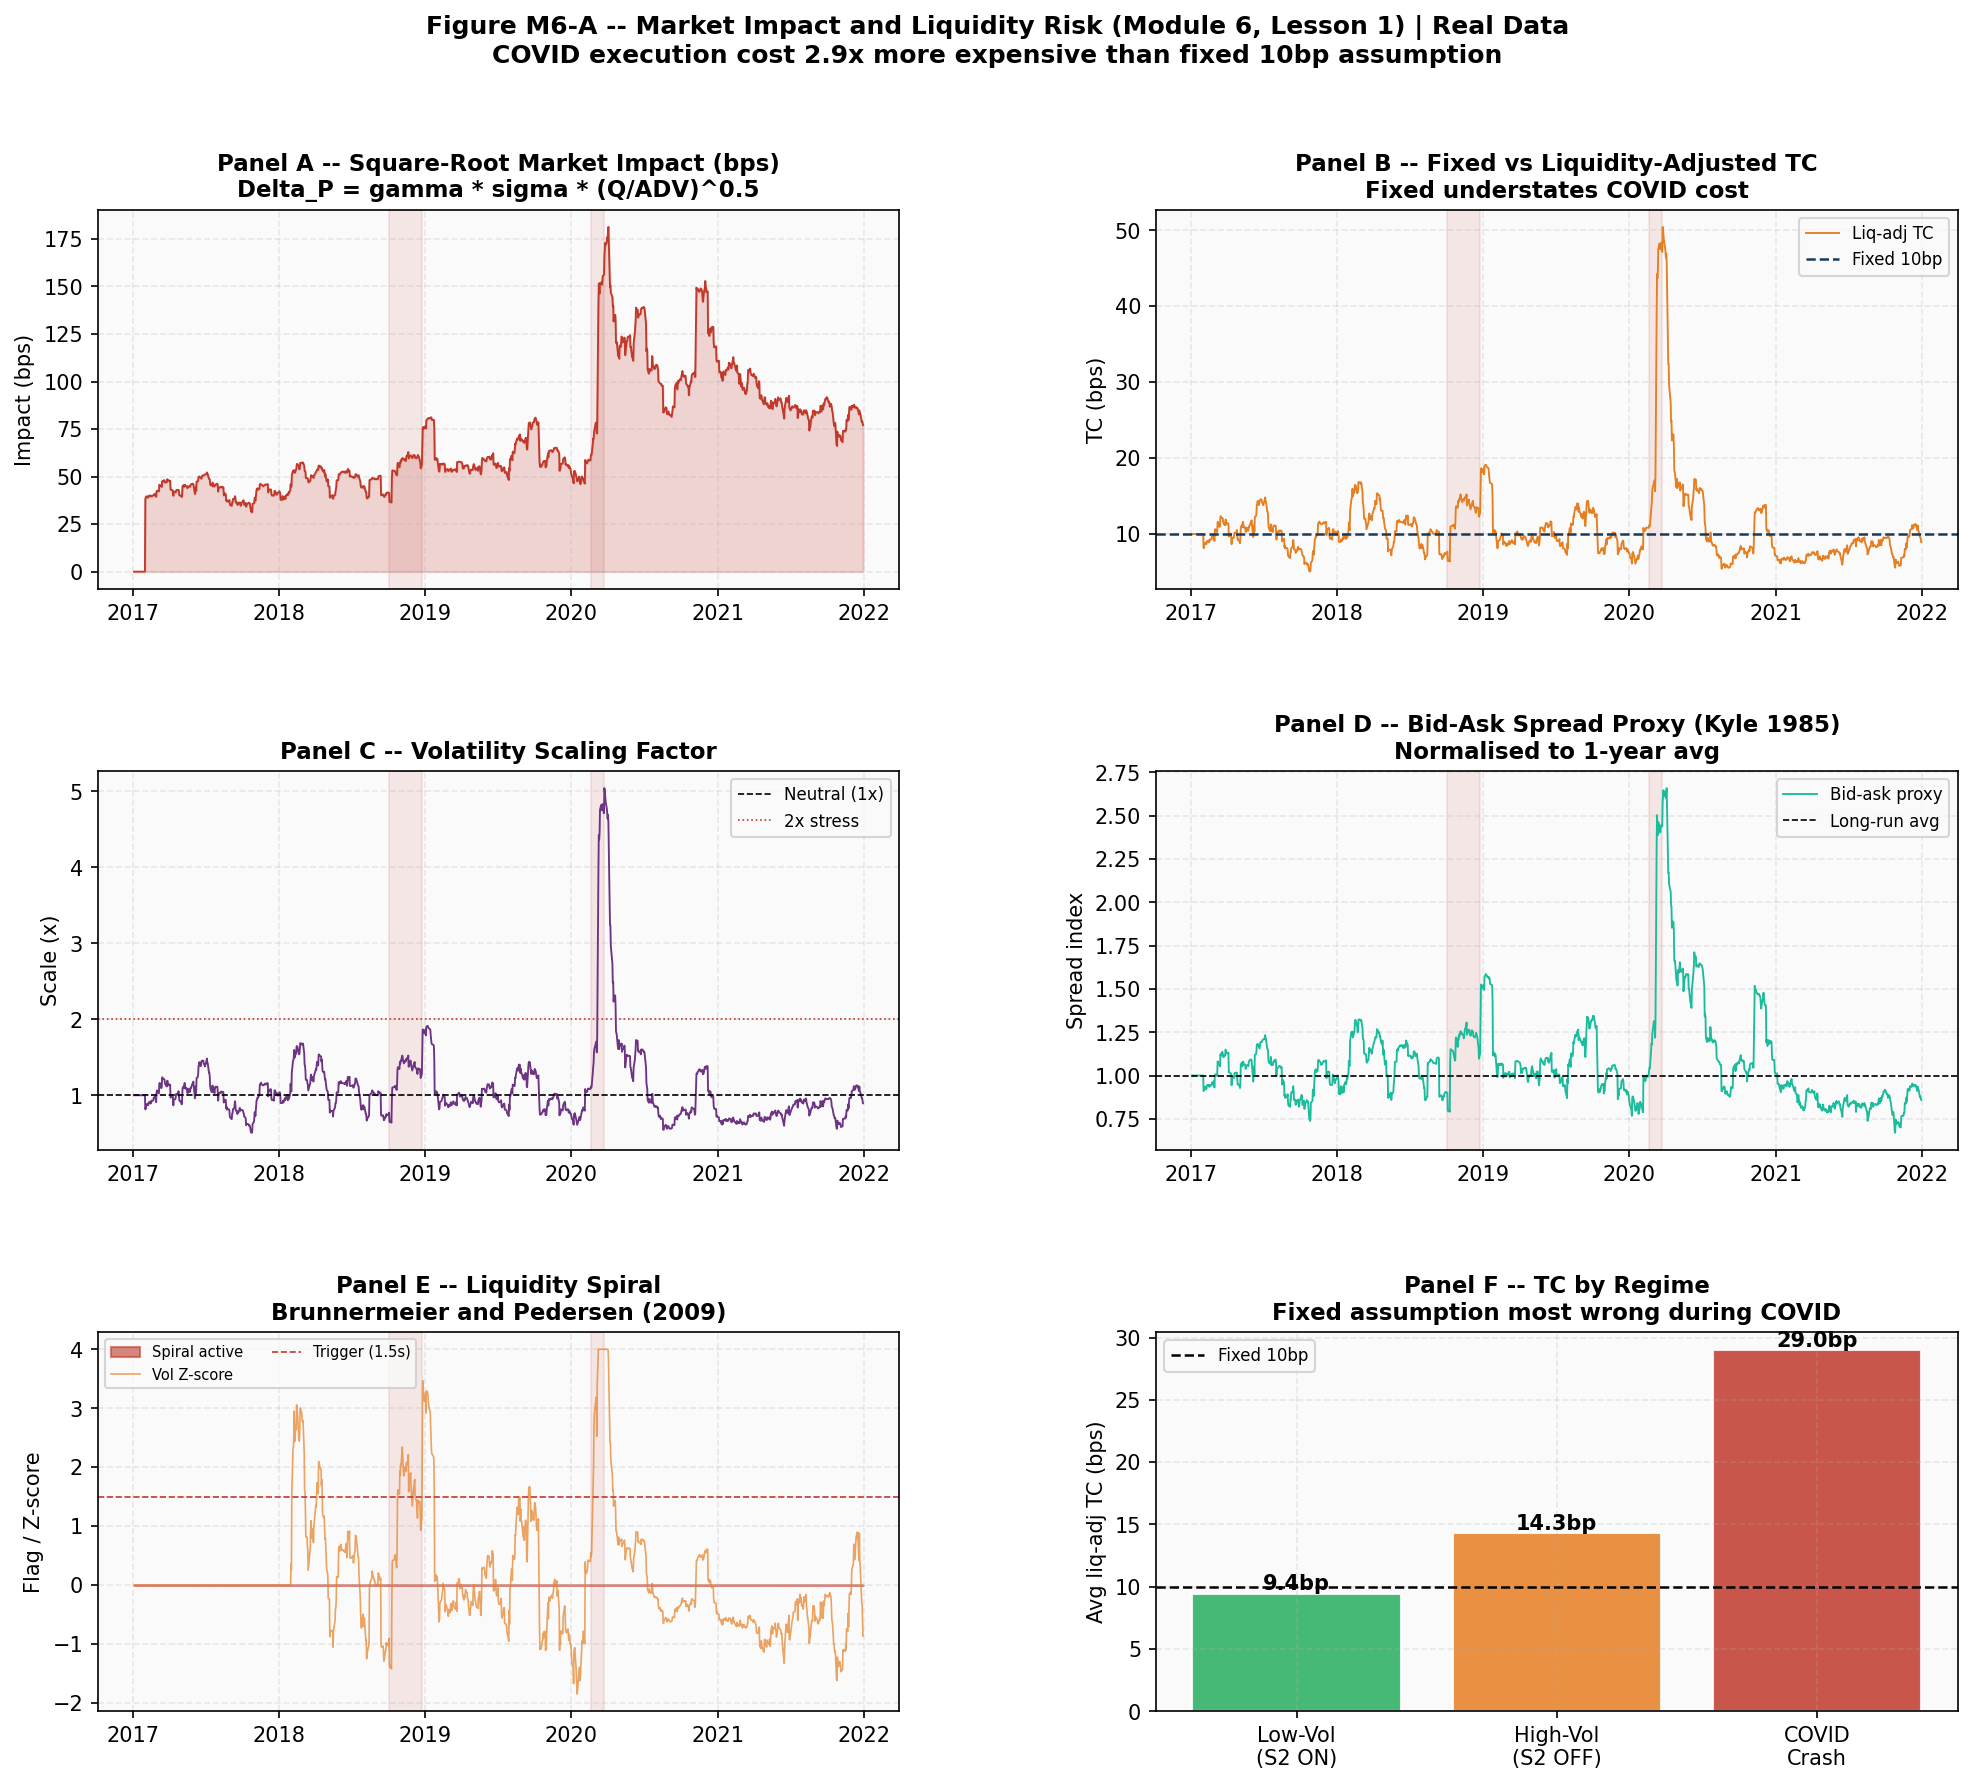 Figure M6-A -- Market Impact and Liquidity Risk (Module 6, Lesson 1) | Real Data
COVID execution cost 2.9x more expensive than fixed 10bp assumption
Panel A -- Square-Root Market Impact (bps)
Delta_P = gamma * sigma * (Q/ADV)^0.5
Impact (bps)
175
150
125
100
75
50
25
0
2017
2018
2019
2020
2021
2022
Panel B -- Fixed vs Liquidity-Adjusted TC
Fixed understates COVID cost
TC (bps)
50
40
30
20
10
Liq-adj TC
Fixed 10bp
2017
2018
2019
2020
2021
2022
Panel C -- Volatility Scaling Factor
Scale (x)
5
4
3
2
1
Neutral (1x)
2x stress
2017
2018
2019
2020
2021
2022
Panel D -- Bid-Ask Spread Proxy (Kyle 1985)
Normalised to 1-year avg
Spread index
2.75
2.50
2.25
2.00
1.75
1.50
1.25
1.00
0.75
Bid-ask proxy
Long-run avg
2017
2018
2019
2020
2021
2022
Panel E -- Liquidity Spiral
Brunnermeier and Pedersen (2009)
Flag / Z-score
4
3
2
1
0
−1
−2
Spiral active
Vol Z-score
Trigger (1.5s)
2017
2018
2019
2020
2021
2022
Panel F -- TC by Regime
Fixed assumption most wrong during COVID
Avg liq-adj TC (bps)
30
25
20
15
10
5
0
Fixed 10bp
9.4bp
14.3bp
29.0bp
Low-Vol
(S2 ON)
High-Vol
(S2 OFF)
COVID
Crash